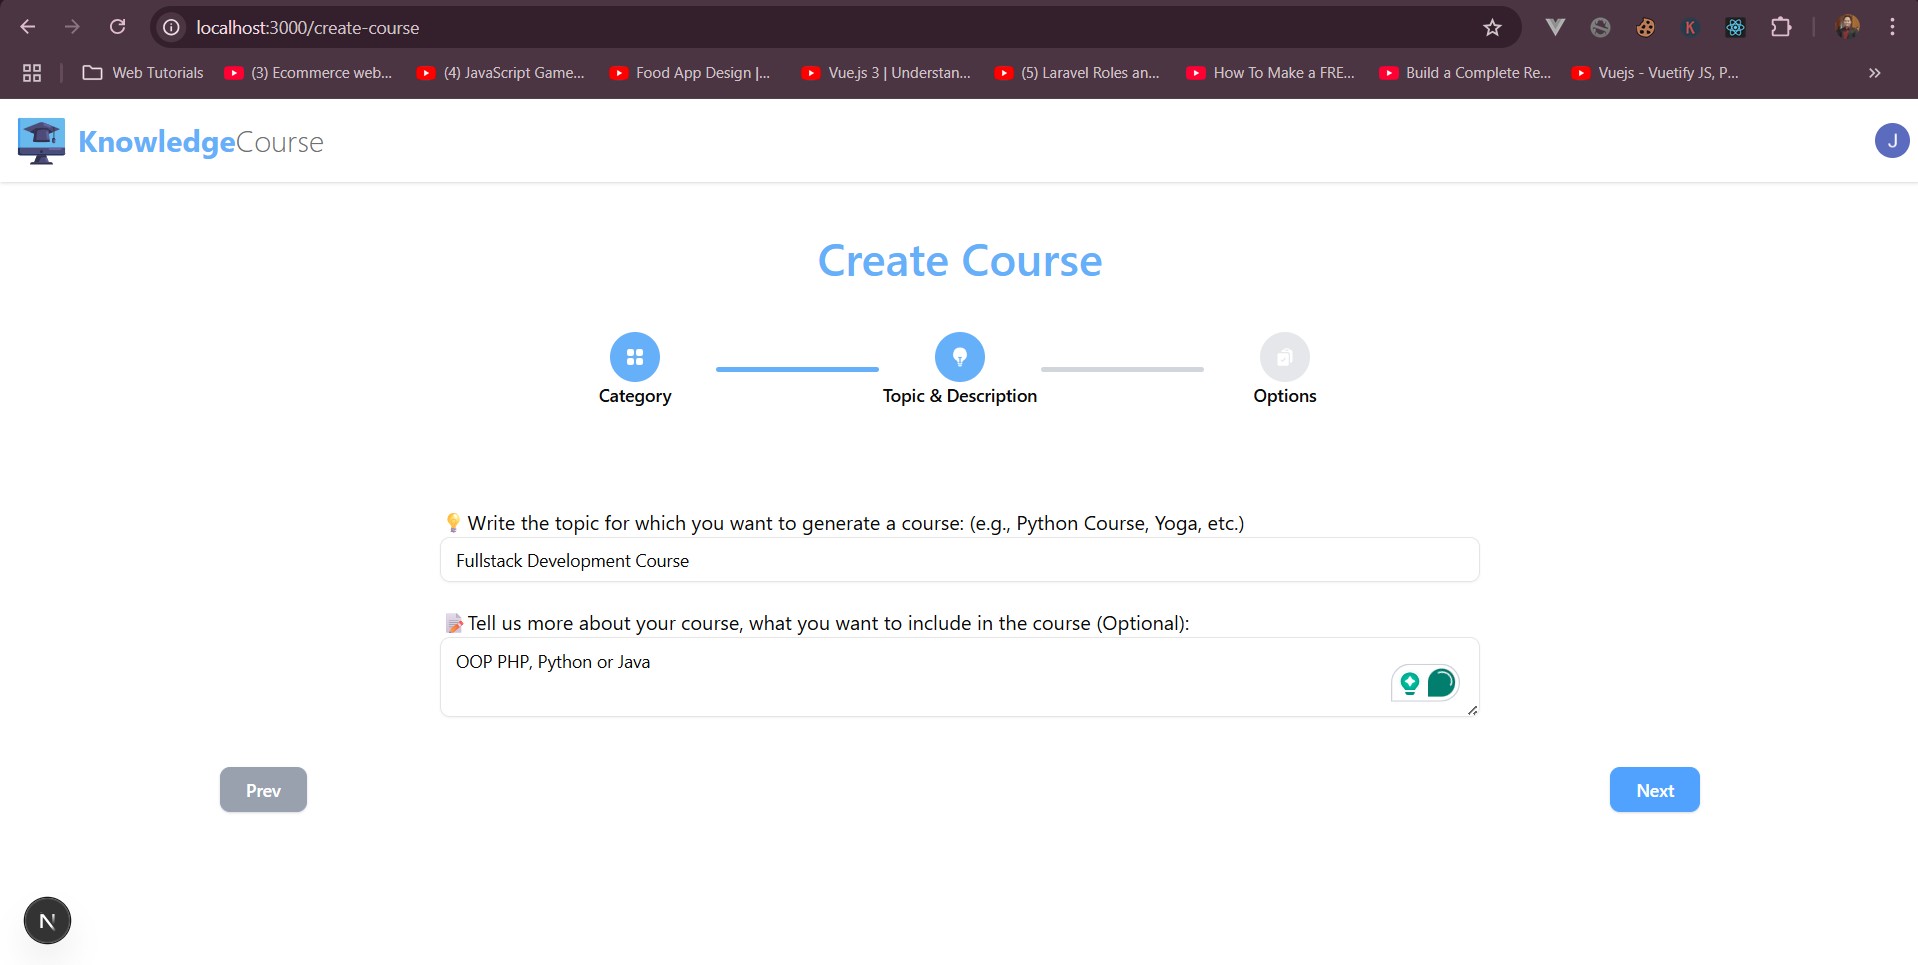 localhost:3000/create-course
K
Web Tutorials
(3) Ecommerce web...
(4) JavaScript Game...
Food App Design |...
Vue.js 3 | Understan...
(5) Laravel Roles an...
How To Make a FRE...
Build a Complete Re...
Vuejs - Vuetify JS, P...
KnowledgeCourse
J
Create Course
Category
Topic & Description
Options
💡 Write the topic for which you want to generate a course: (e.g., Python Course, Yoga, etc.)
Fullstack Development Course
📝 Tell us more about your course, what you want to include in the course (Optional):
OOP PHP, Python or Java
Prev
Next
N